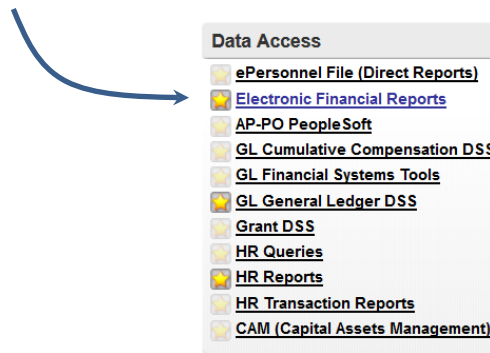 Data Access
ePersonnel File (Direct Reports)
Electronic Financial Reports
AP-PO PeopleSoft
GL Cumulative Compensation DSS
GL Financial Systems Tools
GL General Ledger DSS
Grant DSS
HR Queries
HR Reports
HR Transaction Reports
CAM (Capital Assets Management)